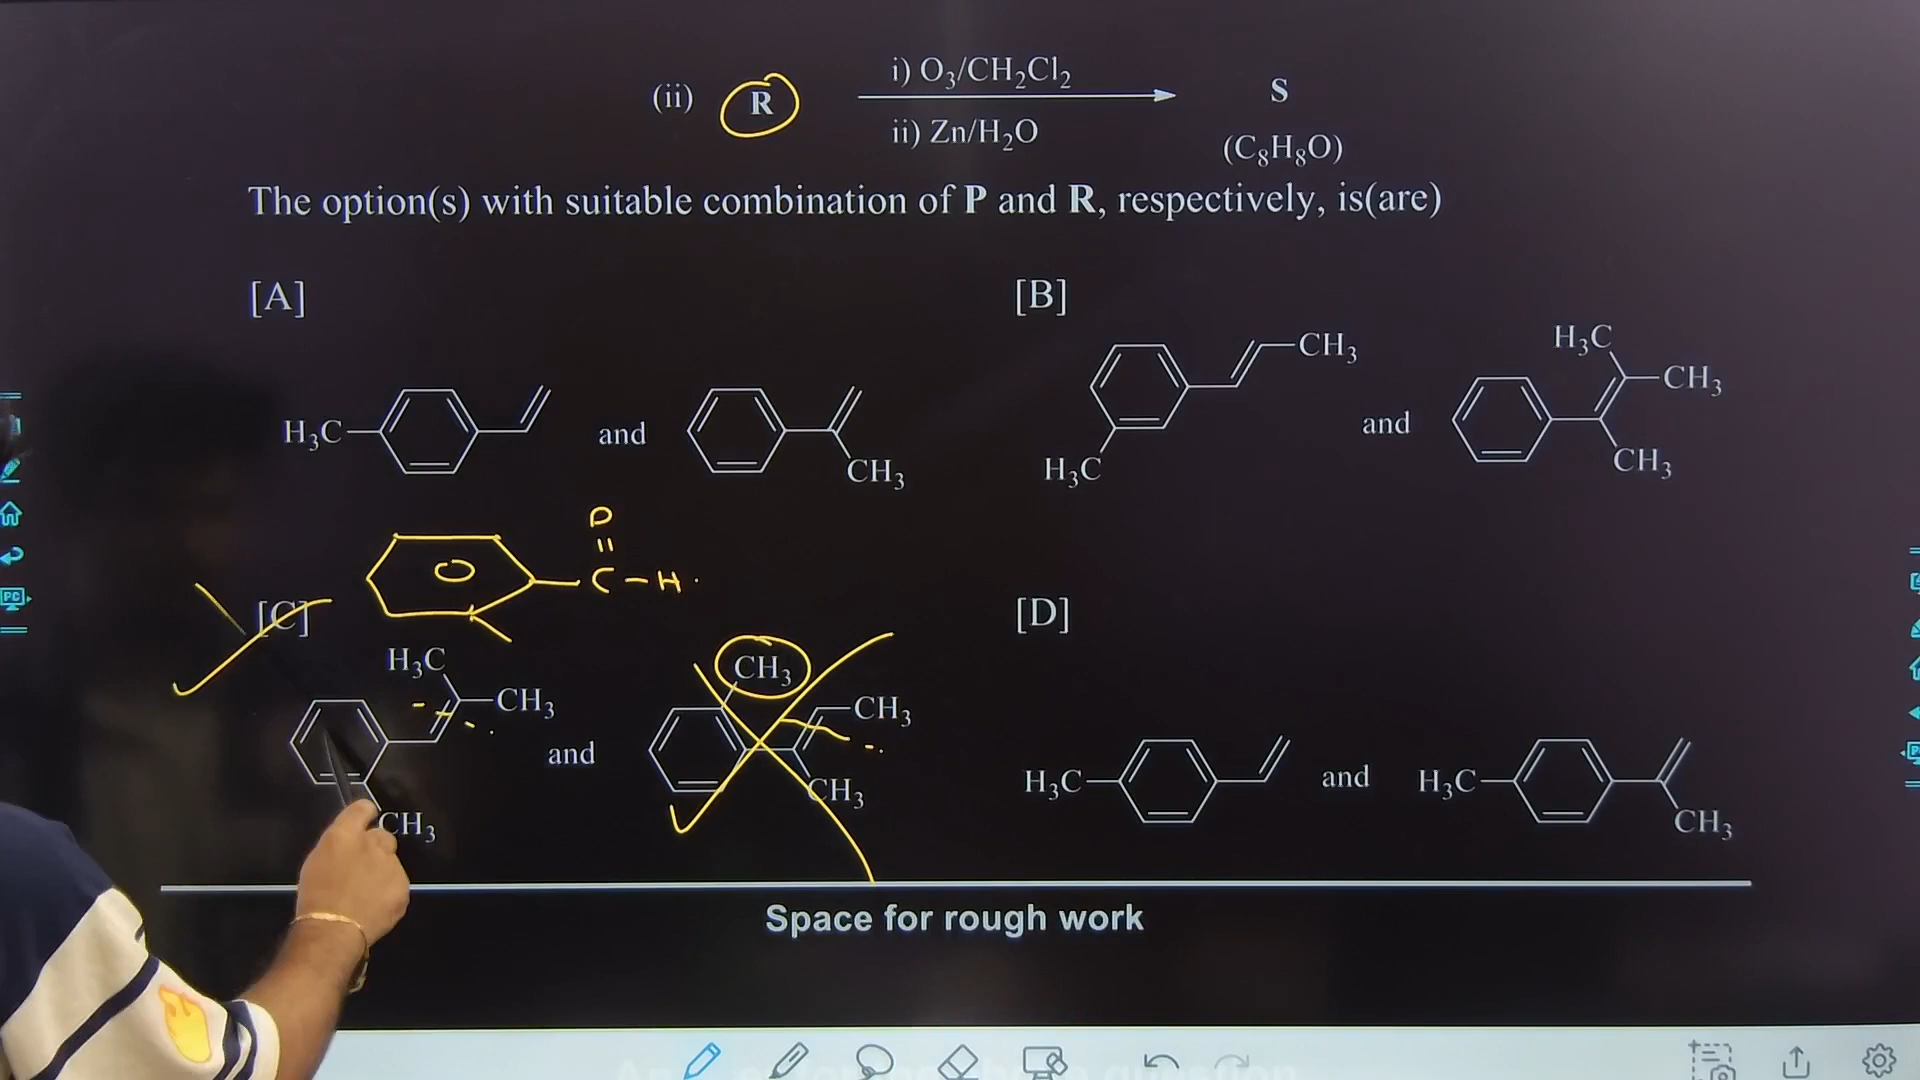 (ii) R i) O₃/CH₂Cl₂ S
ii) Zn/H₂O (C₈H₈O)
The option(s) with suitable combination of P and R, respectively, is(are)
[A]
H₃C and CH₃
[B]
CH₃ H₃C and H₃C CH₃ CH₃
O
C-H
[C]
H₃C CH₃ CH₃ and CH₃ CH₃ CH₃
[D]
H₃C and H₃C CH₃
Space for rough work
PC